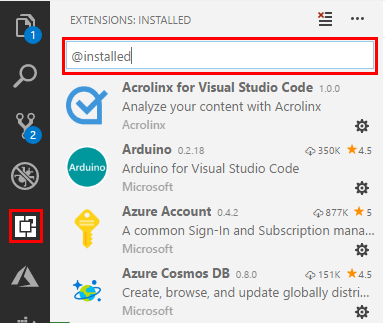 EXTENSIONS: INSTALLED
1
@installed
2
Acrolinx for Visual Studio Code 1.0.0
Analyze your content with Acrolinx
Acrolinx
Arduino 0.2.18 350K 4.5
Arduino
Arduino for Visual Studio Code
Microsoft
Azure Account 0.4.2 877K 5
A common Sign-In and Subscription mana...
Microsoft
Azure Cosmos DB 0.8.0 151K 4.5
Create, browse, and update globally distri...
Microsoft